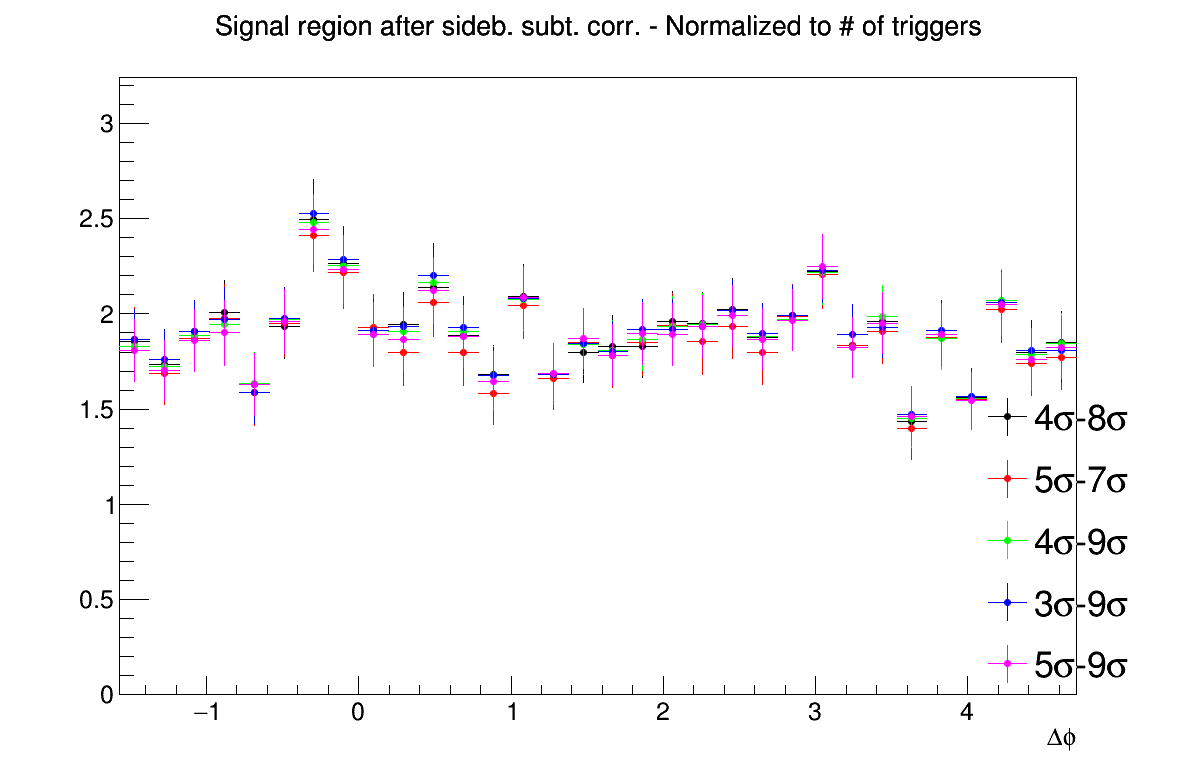 Signal region after sideb. subt. corr. - Normalized to # of triggers
3
2.5
2
1.5
1
0.5
0
4σ-8σ
5σ-7σ
4σ-9σ
3σ-9σ
5σ-9σ
−1 0 1 2 3 4
Δϕ